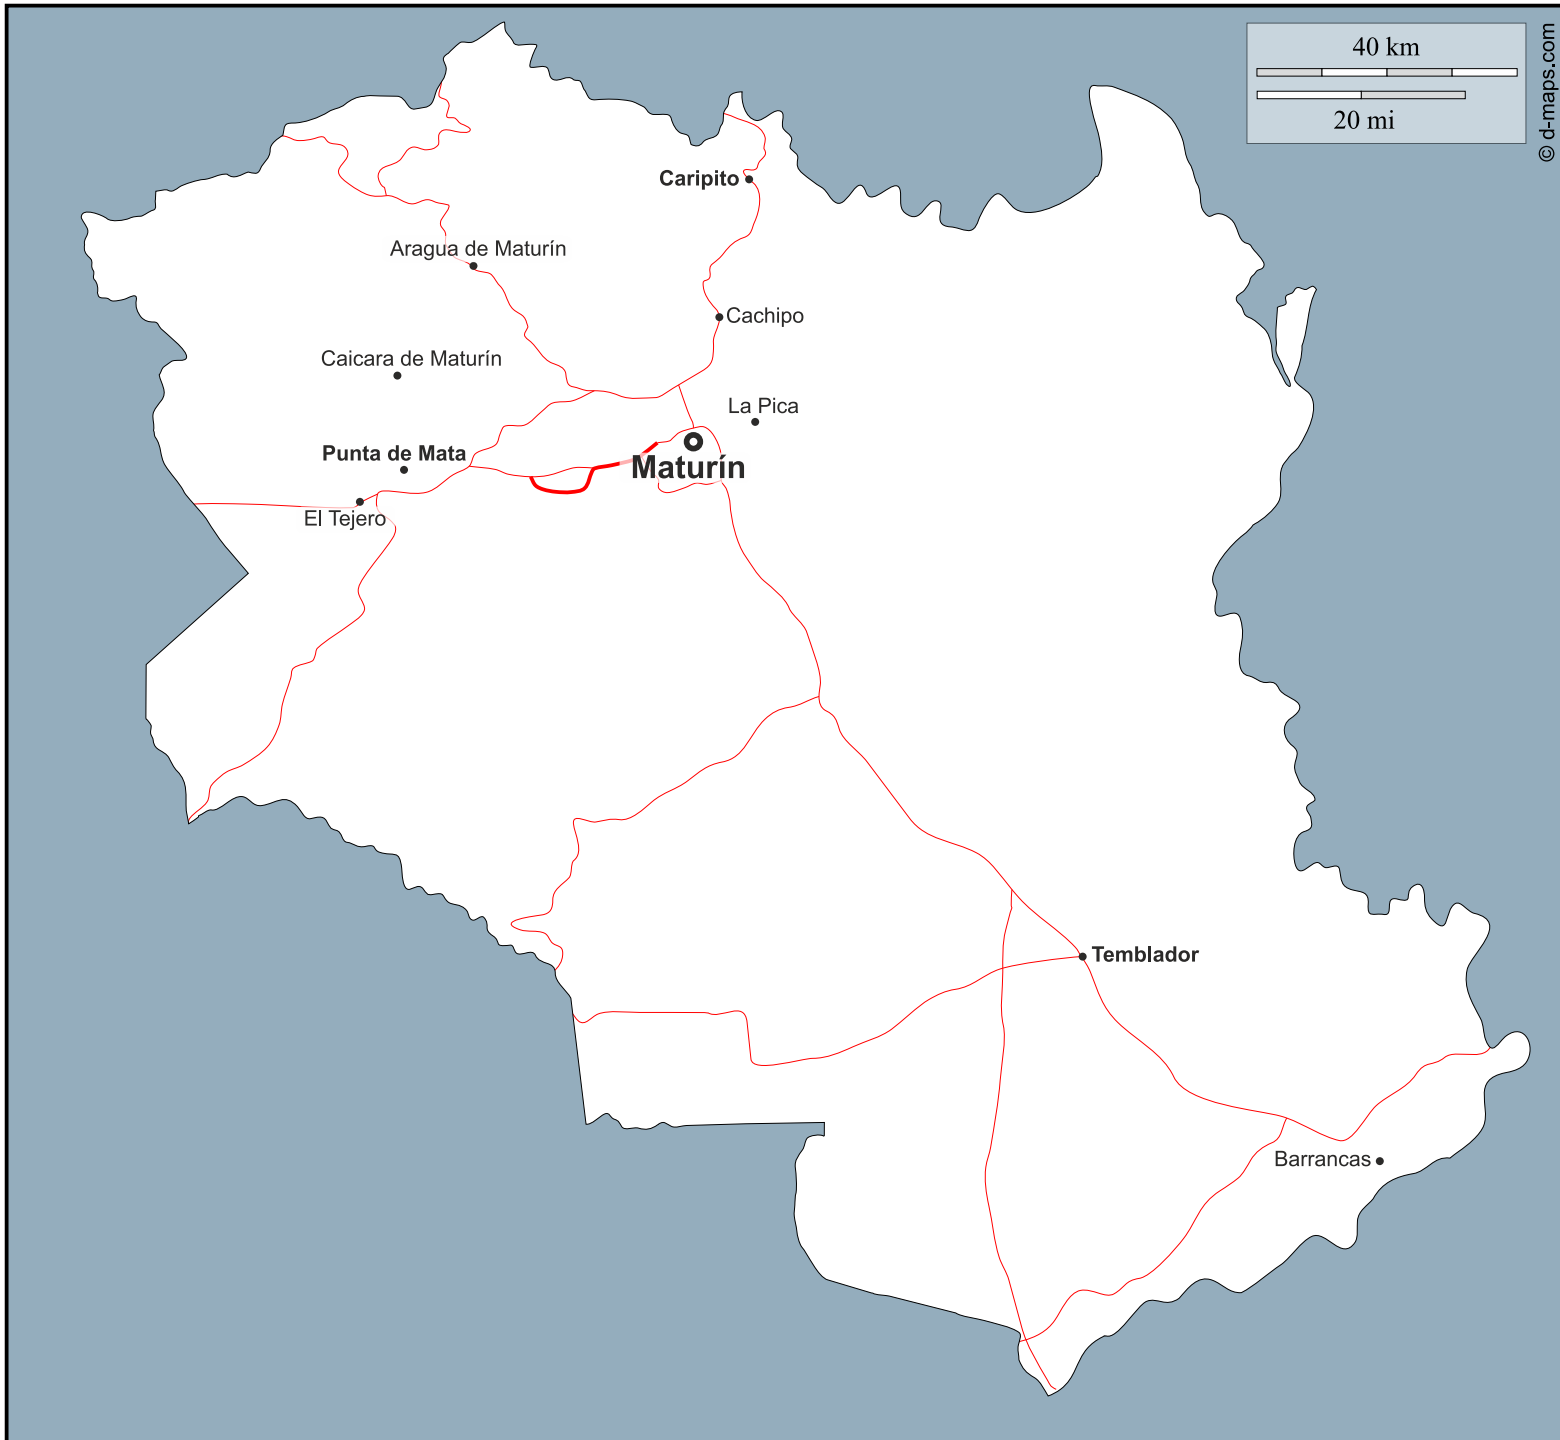 40 km
20 mi
© d-maps.com
Caripito
Aragua de Maturín
Cachipo
Caicara de Maturín
La Pica
Punta de Mata
Maturín
El Tejero
Temblador
Barrancas